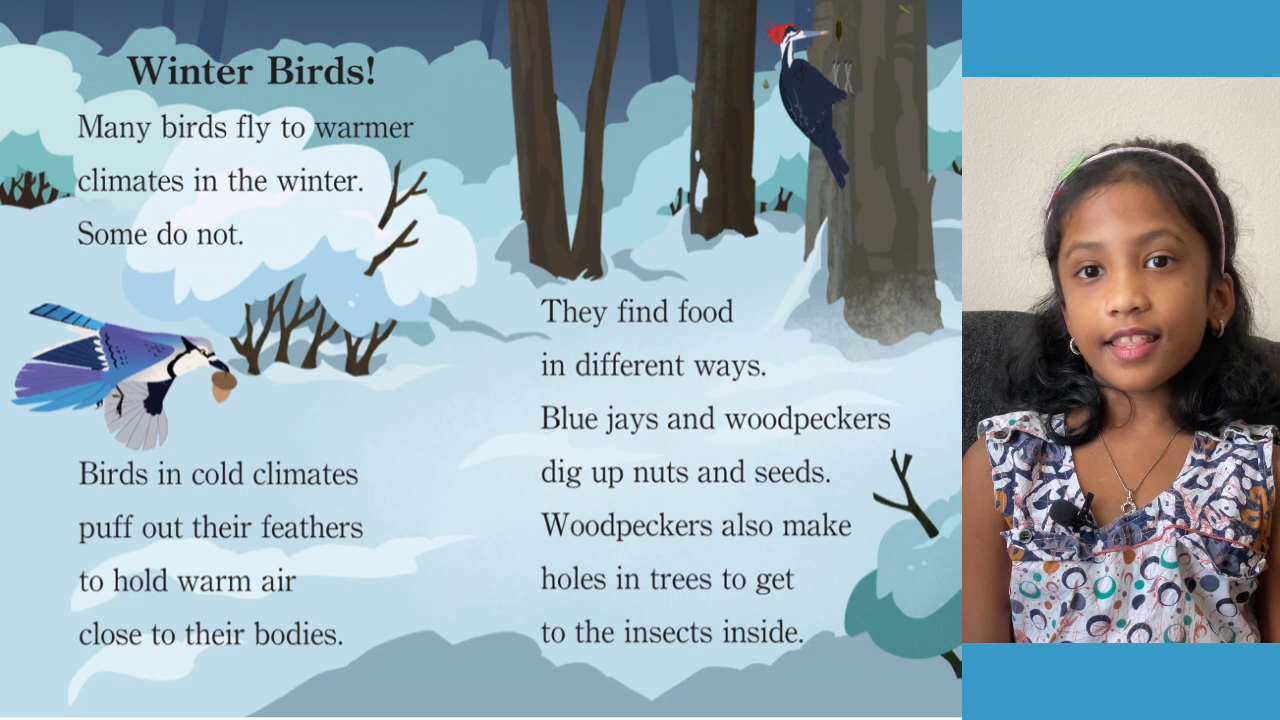 Winter Birds!
Many birds fly to warmer
climates in the winter.
Some do not.
Birds in cold climates
puff out their feathers
to hold warm air
close to their bodies.
They find food
in different ways.
Blue jays and woodpeckers
dig up nuts and seeds.
Woodpeckers also make
holes in trees to get
to the insects inside.